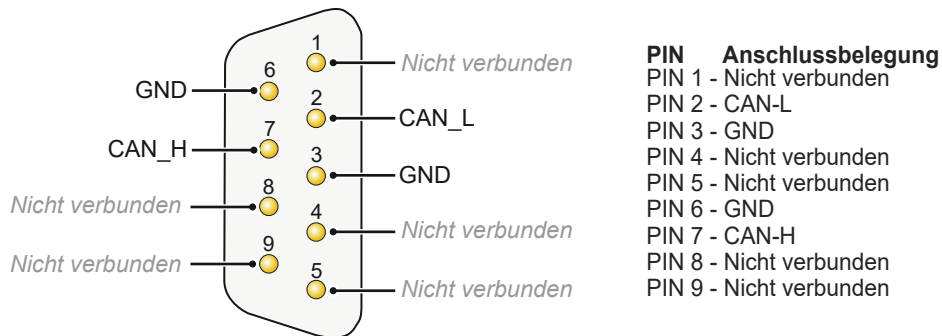 1
Nicht verbunden
6
GND
2
CAN_L
7
CAN_H
3
GND
8
Nicht verbunden
4
Nicht verbunden
9
Nicht verbunden
5
Nicht verbunden
PIN Anschlussbelegung
PIN 1 - Nicht verbunden
PIN 2 - CAN-L
PIN 3 - GND
PIN 4 - Nicht verbunden
PIN 5 - Nicht verbunden
PIN 6 - GND
PIN 7 - CAN-H
PIN 8 - Nicht verbunden
PIN 9 - Nicht verbunden